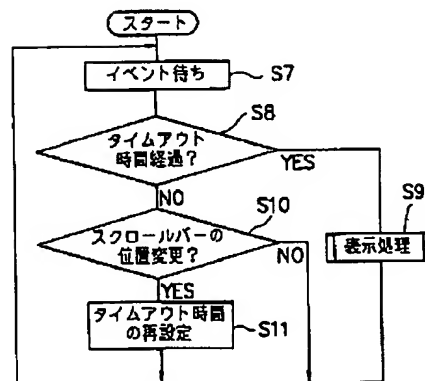 スタート
イベント待ち
S7
S8
タイムアウト
時間経過?
YES
NO
S10
S9
スクロールバーの
位置変更?
NO
表示処理
YES
タイムアウト時間
の再設定
S11